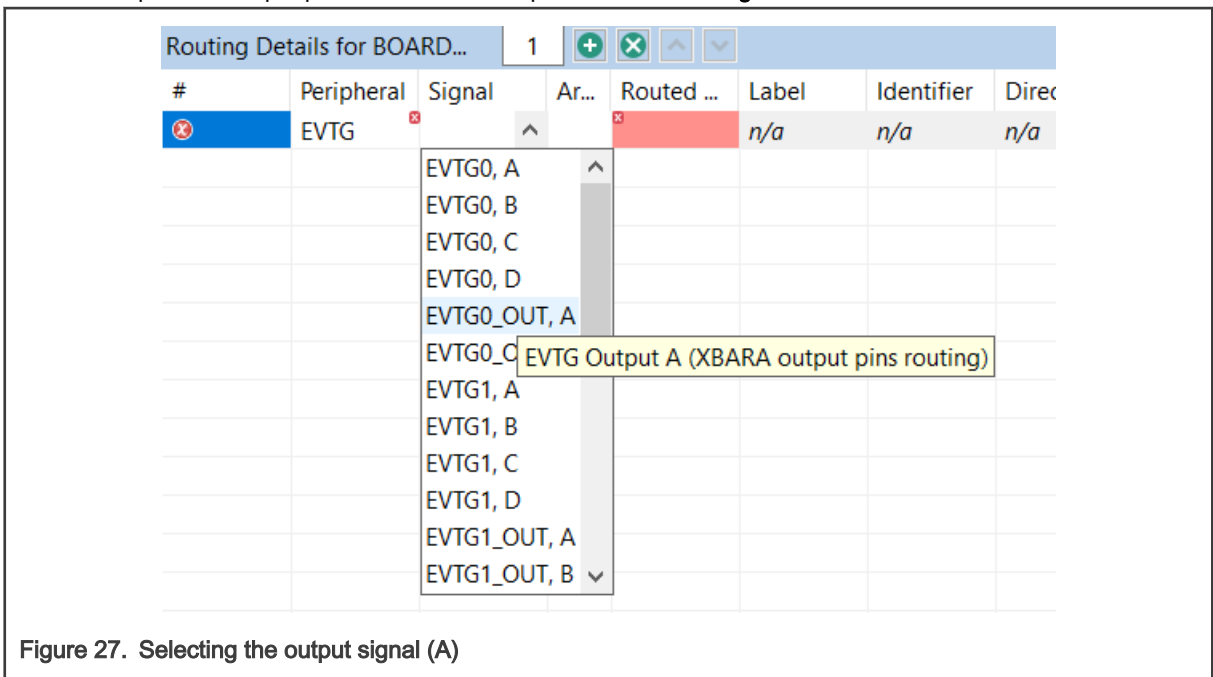 Routing Details for BOARD... 1
# Peripheral Signal Ar... Routed ... Label Identifier Direc
EVTG n/a n/a n/a
EVTG0, A
EVTG0, B
EVTG0, C
EVTG0, D
EVTG0_OUT, A
EVTG0_O
EVTG Output A (XBARA output pins routing)
EVTG1, A
EVTG1, B
EVTG1, C
EVTG1, D
EVTG1_OUT, A
EVTG1_OUT, B
Figure 27. Selecting the output signal (A)